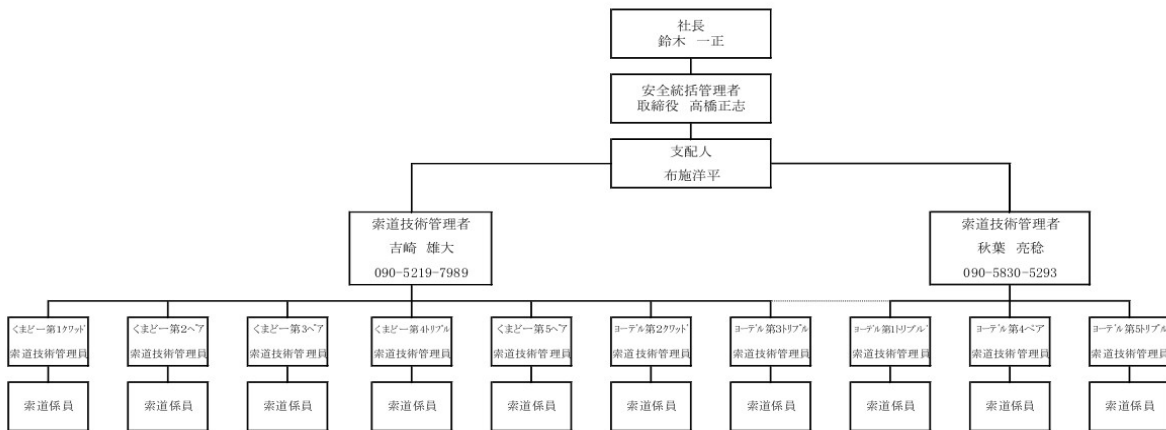 社長
鈴木 一正
安全統括管理者
取締役 高橋正志
支配人
布施洋平
索道技術管理者
吉崎 雄大
090-5219-7989
索道技術管理者
秋葉 亮稔
090-5830-5293
くまどー第1クワッド
索道技術管理員
くまどー第2ペア
索道技術管理員
くまどー第3ペア
索道技術管理員
くまどー第4トリプル
索道技術管理員
くまどー第5ペア
索道技術管理員
ヨーデル第2クワッド
索道技術管理員
ヨーデル第3トリプル
索道技術管理員
ヨーデル第1トリプル
索道技術管理員
ヨーデル第4ペア
索道技術管理員
ヨーデル第5トリプル
索道技術管理員
索道係員
索道係員
索道係員
索道係員
索道係員
索道係員
索道係員
索道係員
索道係員
索道係員